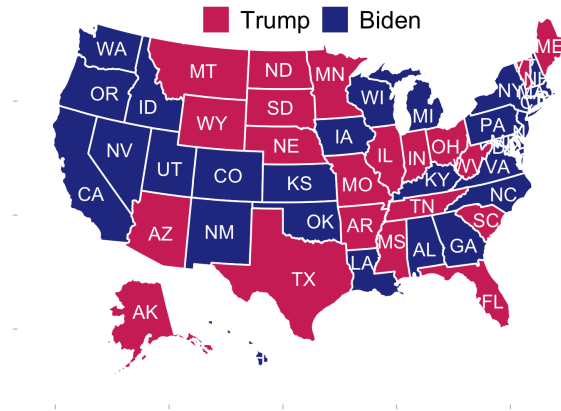 Trump Biden
WA
ME
MT ND MN
OR
ID
WI
NY
SD
MI
WY
PA
IA
NE
NV
OH
IL IN
UT
CO
WV
VA
KS MO
KY
CA
NC
TN
OK
AR
SC
AZ NM
MS AL GA
LA
TX
FL
AK